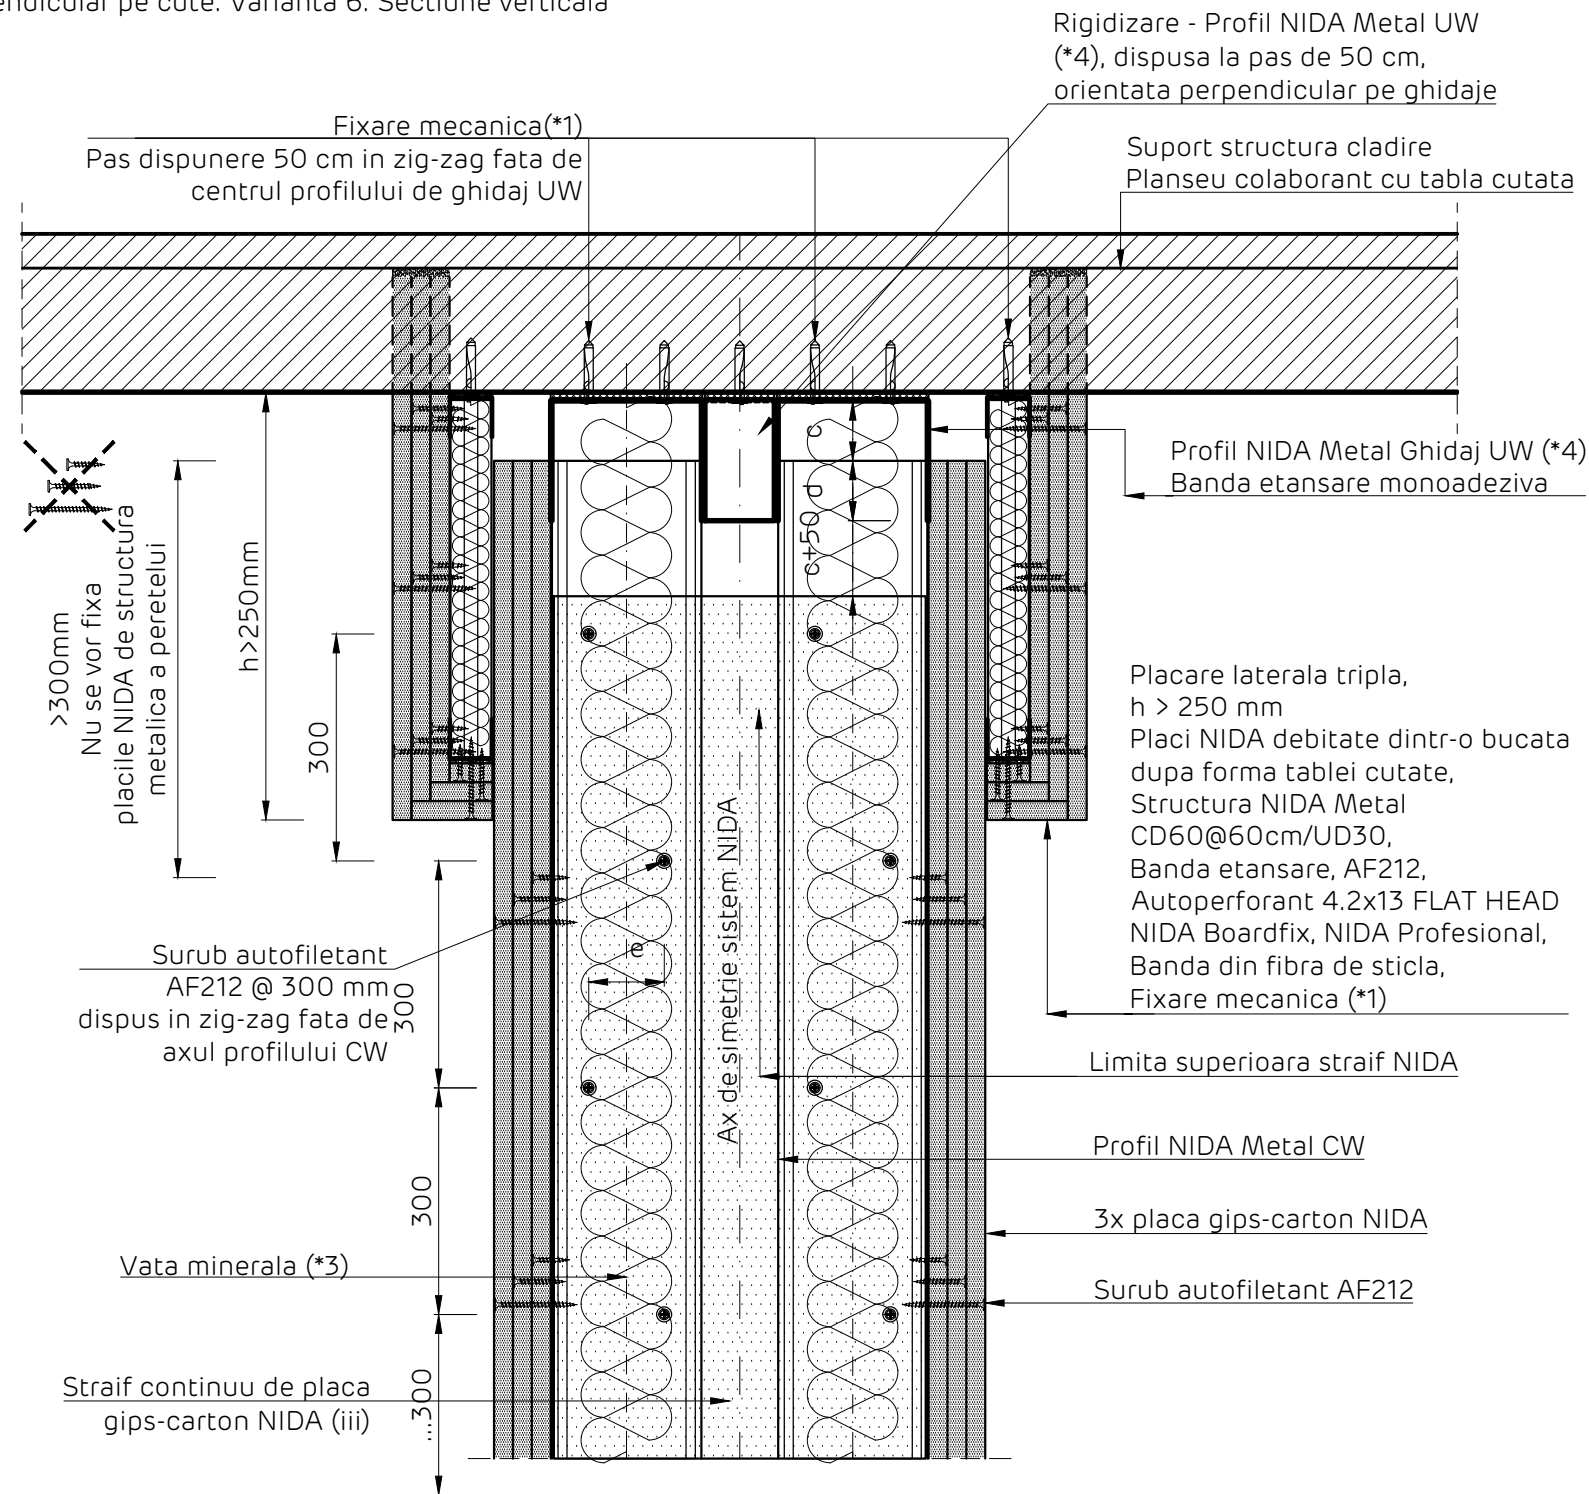 endicular pe cute. Varianta 6. Sectiune verticala
Rigidizare - Profil NIDA Metal UW
(*4), dispusa la pas de 50 cm,
orientata perpendicular pe ghidaje
Fixare mecanica(*1)
Pas dispunere 50 cm in zig-zag fata de
centrul profilului de ghidaj UW
Suport structura cladire
Planseu colaborant cu tabla cutata
Profil NIDA Metal Ghidaj UW (*4)
Banda etansare monoadeziva
c
d
c+50
>300mm
Nu se vor fixa
placile NIDA de structura
metalica a peretelui
h>250mm
300
Placare laterala tripla,
h > 250 mm
Placi NIDA debitate dintr-o bucata
dupa forma tablei cutate,
Structura NIDA Metal
CD60@60cm/UD30,
Banda etansare, AF212,
Autoperforant 4.2x13 FLAT HEAD
NIDA Boardfix, NIDA Profesional,
Banda din fibra de sticla,
Fixare mecanica (*1)
Surub autofiletant
AF212 @ 300 mm
dispus in zig-zag fata de
axul profilului CW
300
e
Ax de simetrie sistem NIDA
Limita superioara straif NIDA
Profil NIDA Metal CW
300
3x placa gips-carton NIDA
Vata minerala (*3)
Surub autofiletant AF212
Straif continuu de placa
gips-carton NIDA (iii)
...300